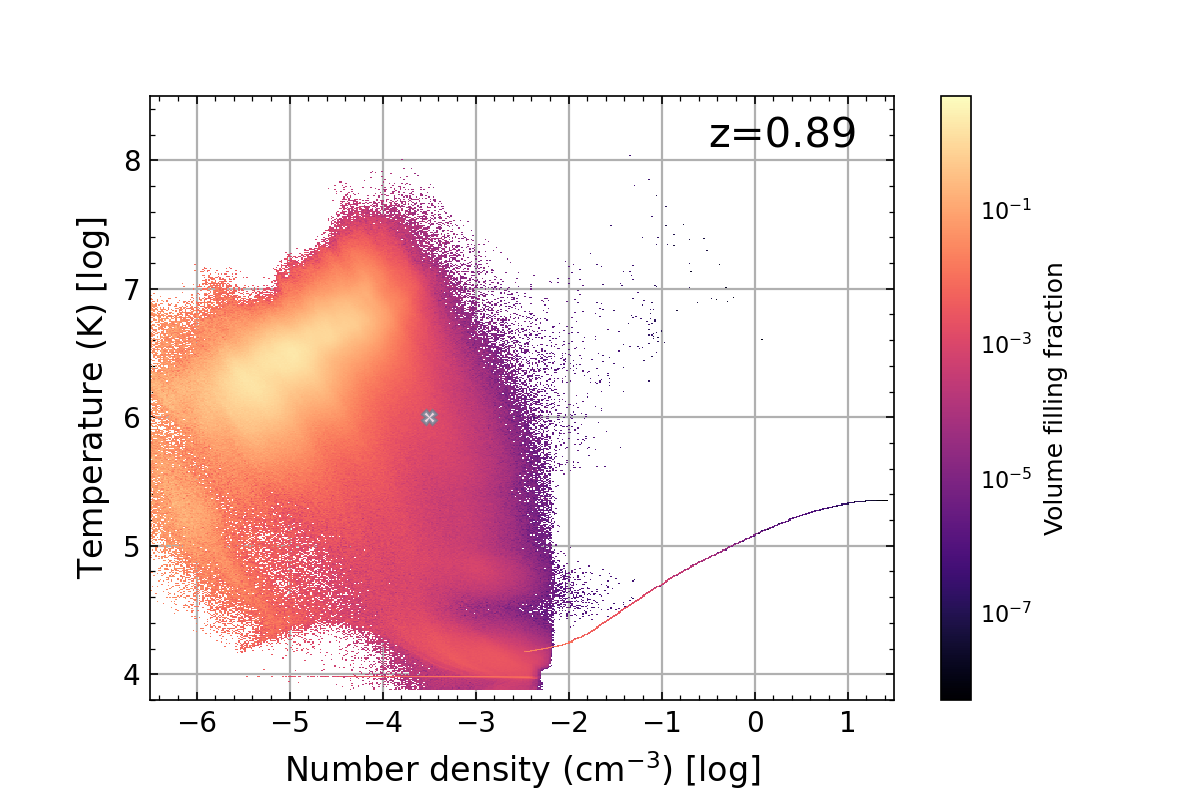 z=0.89
8
7
6
5
4
Temperature (K) [log]
−6 −5 −4 −3 −2 −1 0 1
Number density (cm⁻³) [log]
10⁻¹
10⁻³
10⁻⁵
10⁻⁷
Volume filling fraction